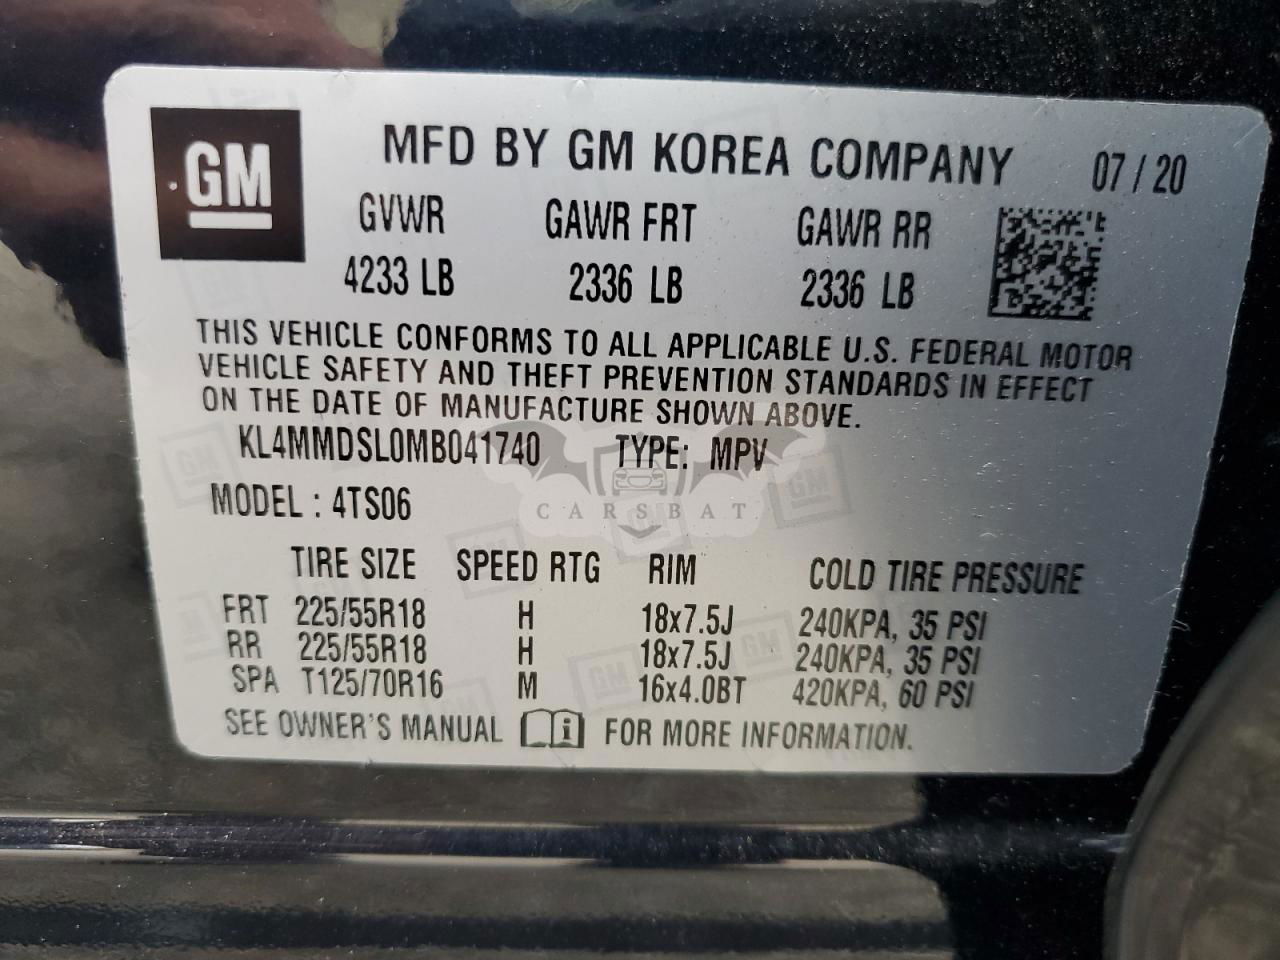 GM
MFD BY GM KOREA COMPANY 07/20
GVWR GAWR FRT GAWR RR
4233 LB 2336 LB 2336 LB
THIS VEHICLE CONFORMS TO ALL APPLICABLE U.S. FEDERAL MOTOR
VEHICLE SAFETY AND THEFT PREVENTION STANDARDS IN EFFECT
ON THE DATE OF MANUFACTURE SHOWN ABOVE.
KL4MMDSL0MB041740 TYPE: MPV
MODEL : 4TS06
CARSBAT
TIRE SIZE SPEED RTG RIM COLD TIRE PRESSURE
FRT 225/55R18 H 18x7.5J 240KPA, 35 PSI
RR 225/55R18 H 18x7.5J 240KPA, 35 PSI
SPA T125/70R16 M 16x4.0BT 420KPA, 60 PSI
SEE OWNER'S MANUAL i FOR MORE INFORMATION.